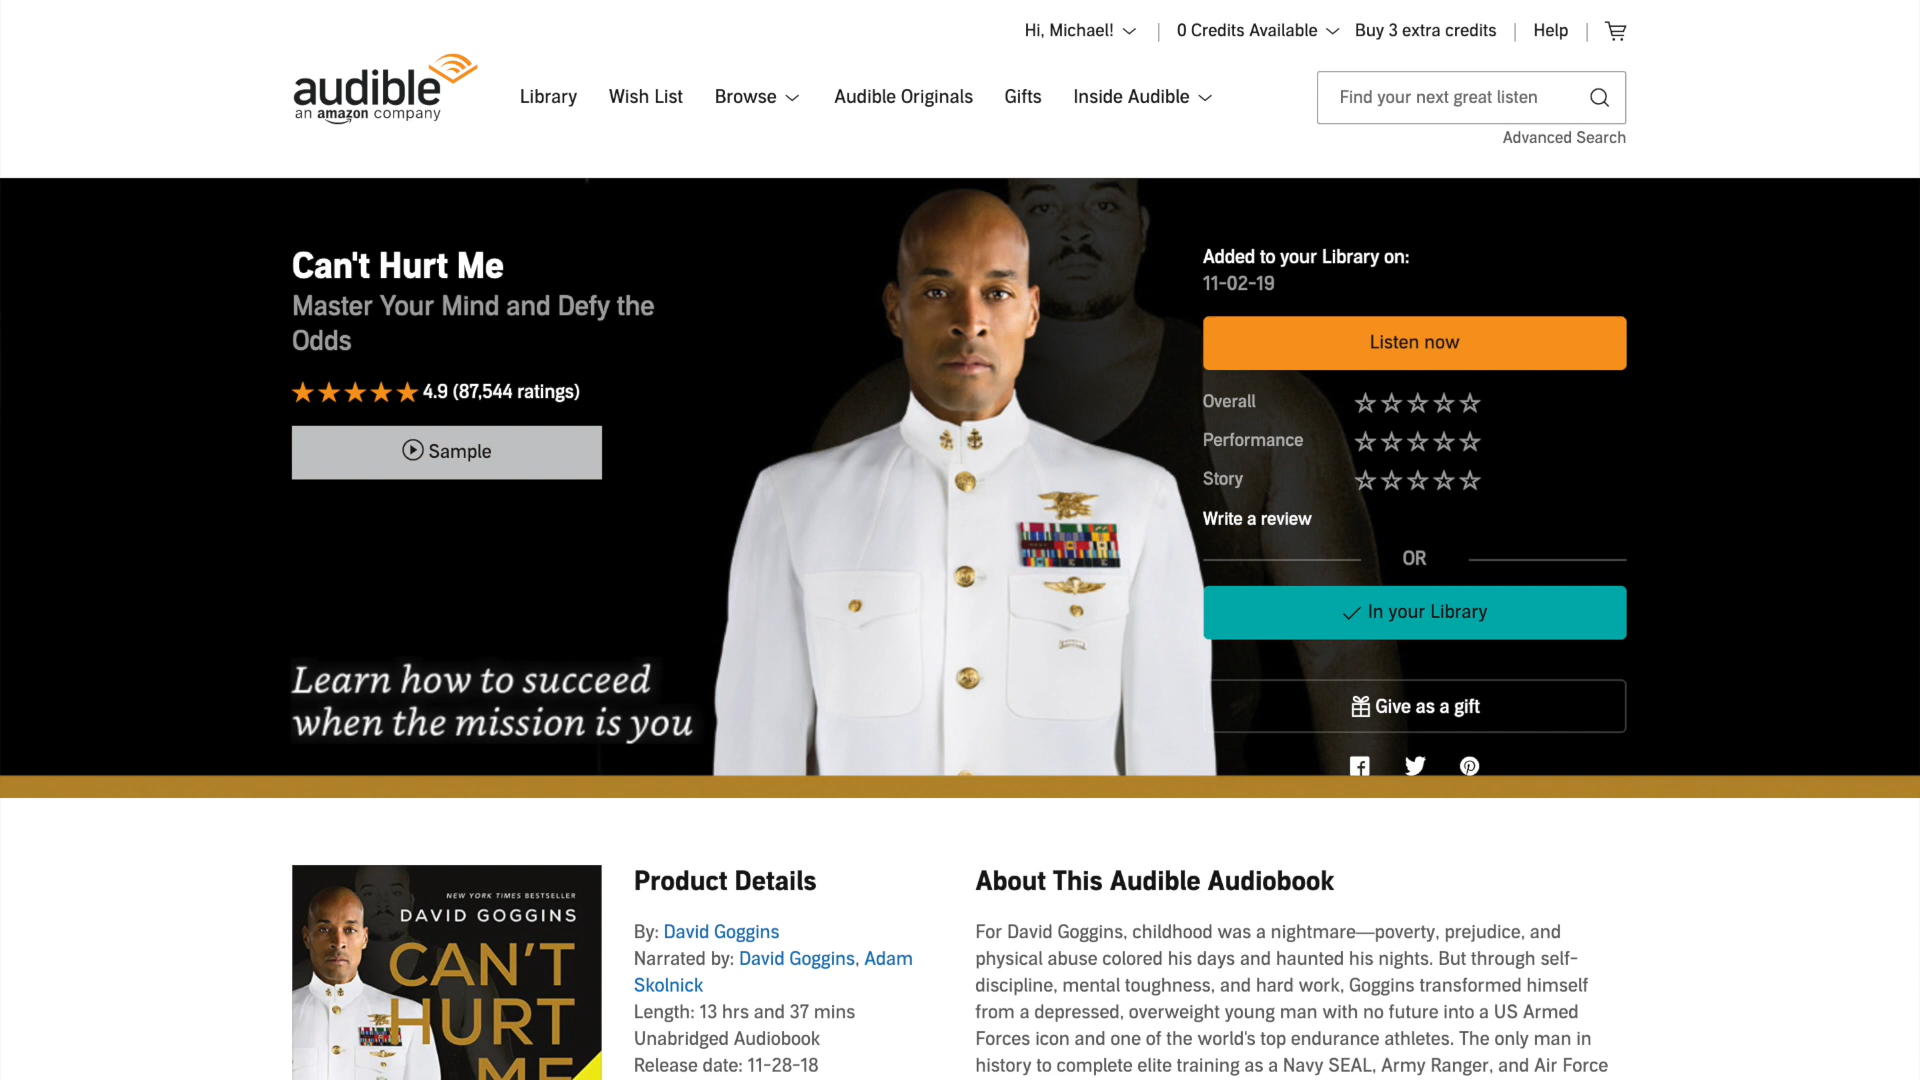 Hi, Michael!
0 Credits Available
Buy 3 extra credits
Help
audible
an amazon company
Library
Wish List
Browse
Audible Originals
Gifts
Inside Audible
Find your next great listen
Advanced Search
Can't Hurt Me
Master Your Mind and Defy the
Odds
4.9 (87,544 ratings)
Sample
Learn how to succeed
when the mission is you
Added to your Library on:
11-02-19
Listen now
Overall
Performance
Story
Write a review
OR
In your Library
Give as a gift
NEW YORK TIMES BESTSELLER
DAVID GOGGINS
CAN'T
HURT
ME
Product Details
By: David Goggins
Narrated by: David Goggins, Adam
Skolnick
Length: 13 hrs and 37 mins
Unabridged Audiobook
Release date: 11-28-18
About This Audible Audiobook
For David Goggins, childhood was a nightmare—poverty, prejudice, and
physical abuse colored his days and haunted his nights. But through self-
discipline, mental toughness, and hard work, Goggins transformed himself
from a depressed, overweight young man with no future into a US Armed
Forces icon and one of the world's top endurance athletes. The only man in
history to complete elite training as a Navy SEAL, Army Ranger, and Air Force